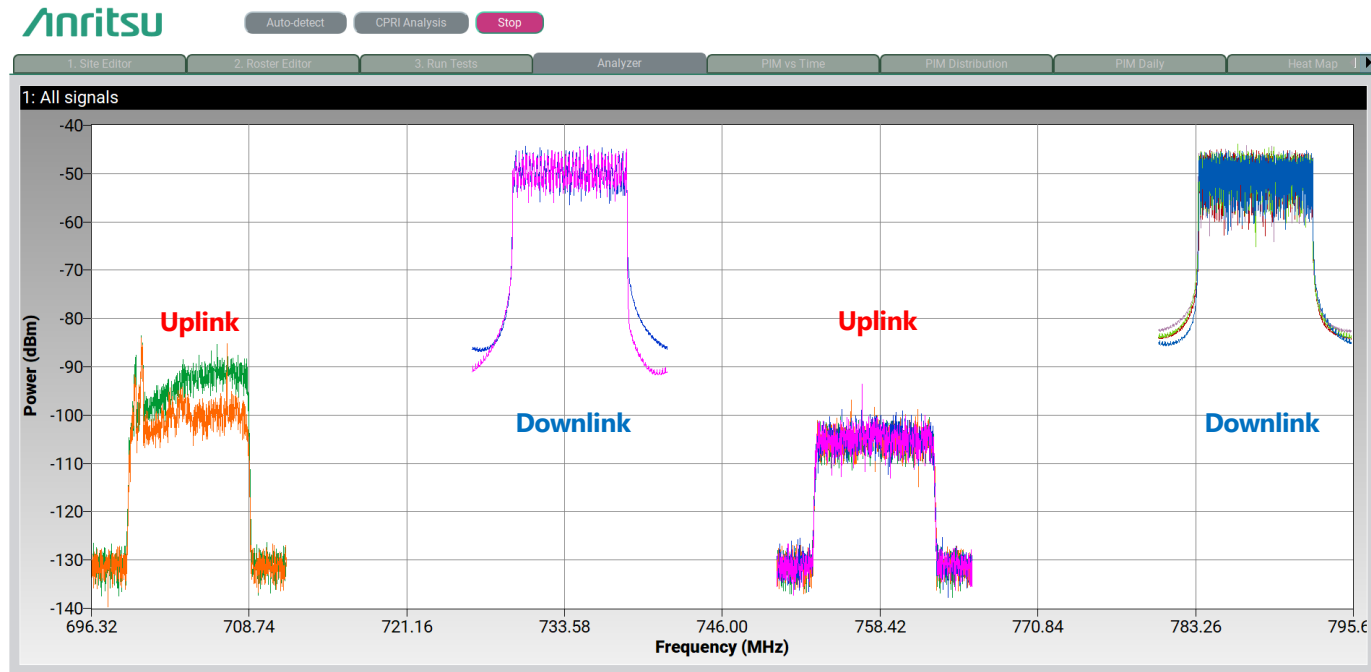 Anritsu
Auto-detect CPRI Analysis Stop
1. Site Editor 2. Roster Editor 3. Run Tests Analyzer PIM vs Time PIM Distribution PIM Daily Heat Map
1: All signals
Power (dBm)
-40
-50
-60
-70
-80
-90
-100
-110
-120
-130
-140
Uplink
Downlink
Uplink
Downlink
696.32 708.74 721.16 733.58 746.00 758.42 770.84 783.26 795.6
Frequency (MHz)